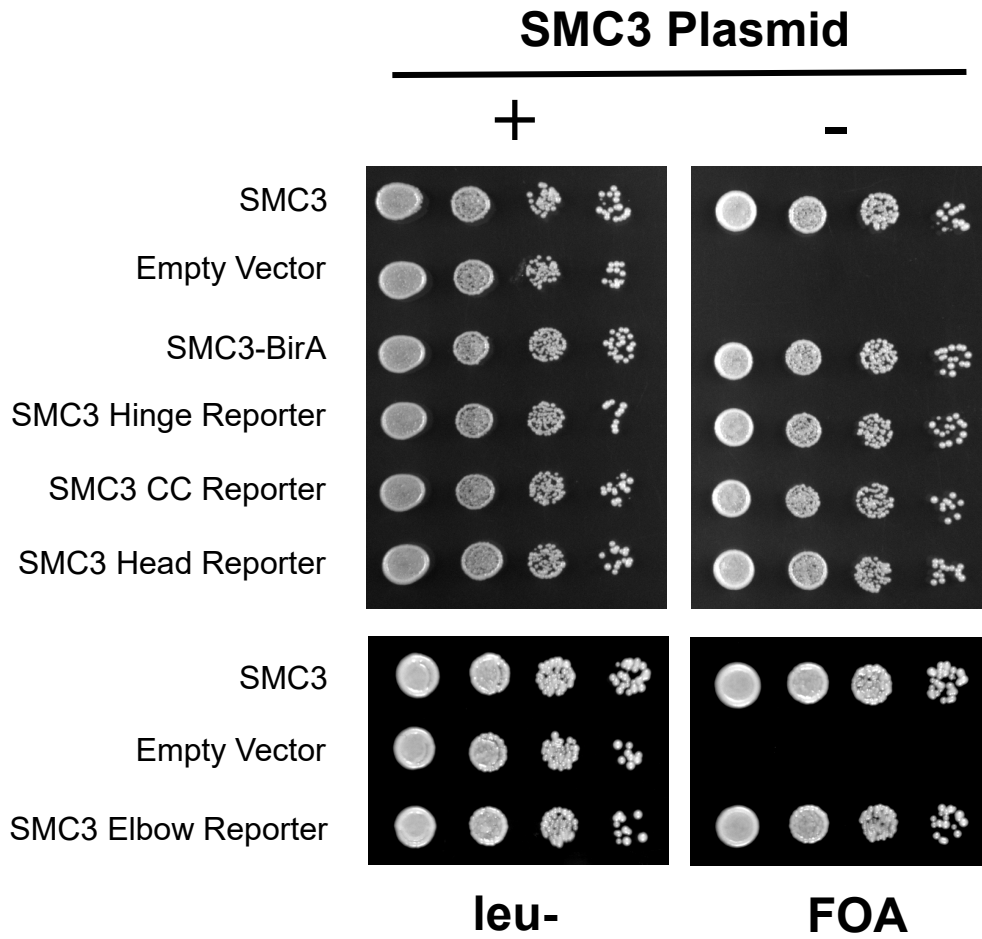 SMC3 Plasmid
+ -
SMC3
Empty Vector
SMC3-BirA
SMC3 Hinge Reporter
SMC3 CC Reporter
SMC3 Head Reporter
SMC3
Empty Vector
SMC3 Elbow Reporter
leu- FOA